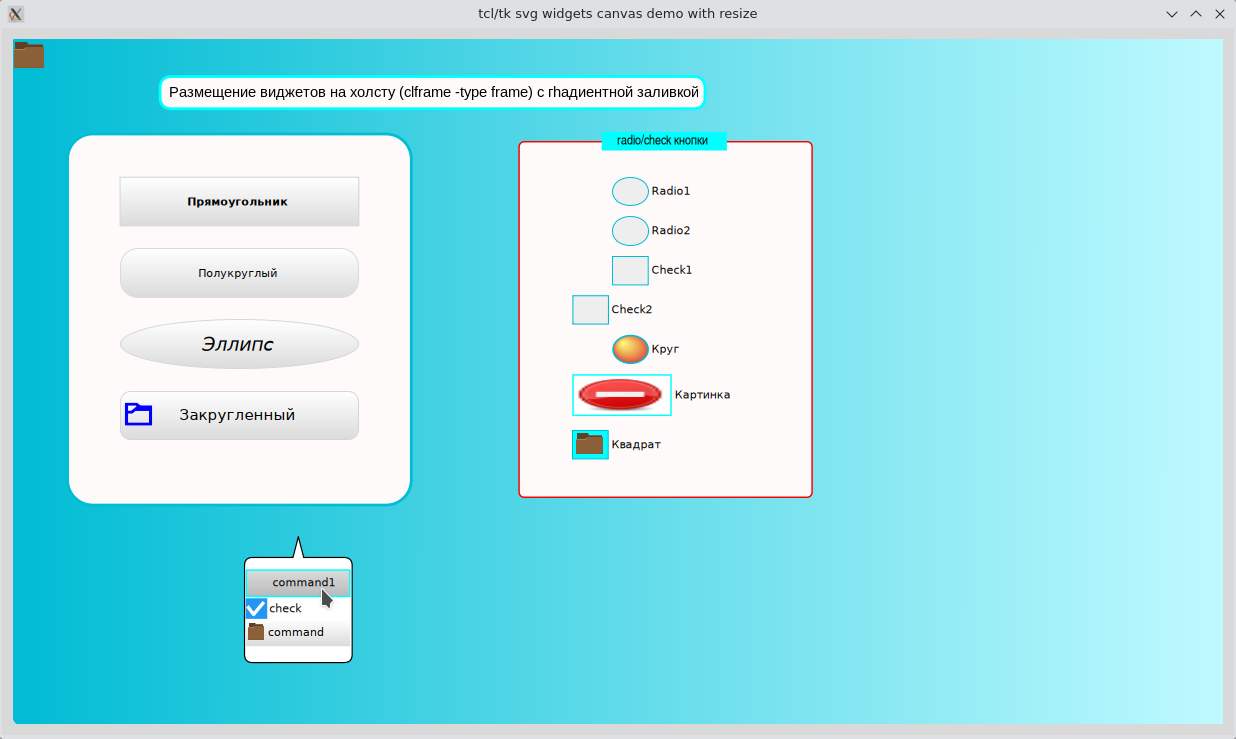 tcl/tk svg widgets canvas demo with resize
Размещение виджетов на холсту (clframe -type frame) с rhадиентной заливкой
Прямоугольник
Полукруглый
Эллипс
Закругленный
radio/check кнопки
Radio1
Radio2
Check1
Check2
Круг
Картинка
Квадрат
command1
check
command